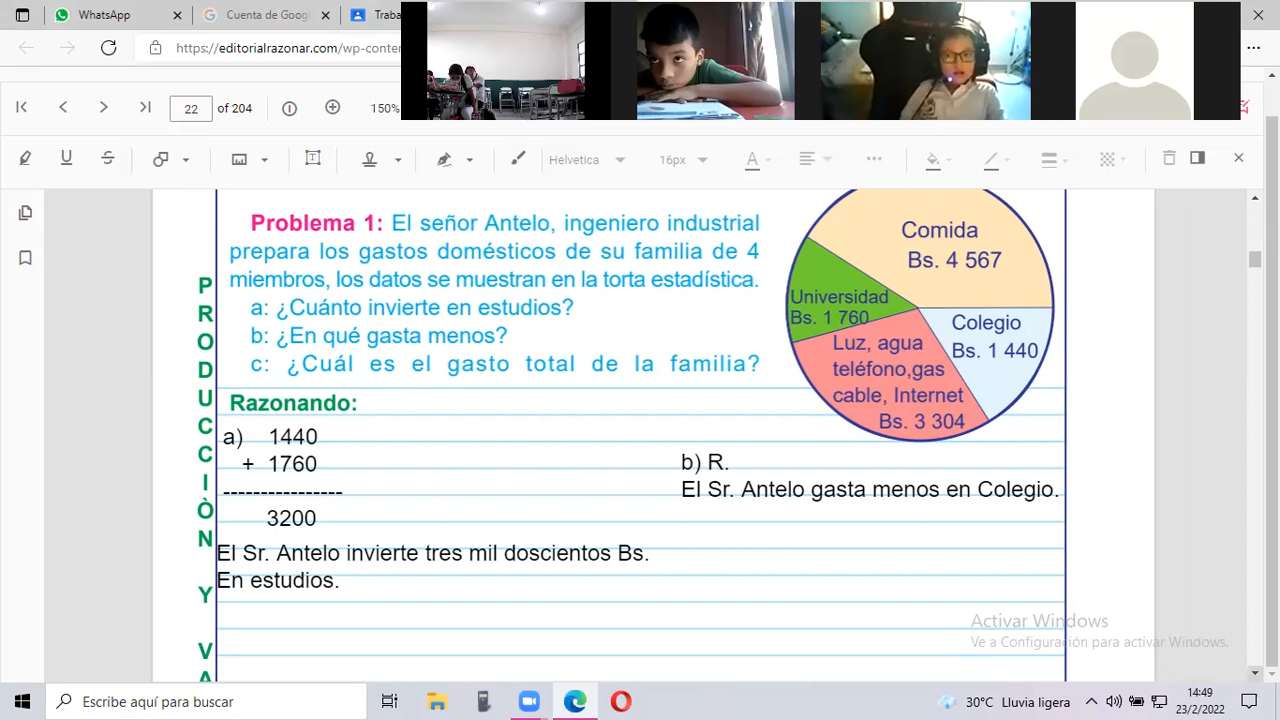 WhatsApp
Traba
https://editorialrazonar.com/wp-conten
22 of 204
150%
Helvetica
16px
Problema 1: El señor Antelo, ingeniero industrial
prepara los gastos domésticos de su familia de 4
miembros, los datos se muestran en la torta estadística.
a: ¿Cuánto invierte en estudios?
b: ¿En qué gasta menos?
c: ¿Cuál es el gasto total de la familia?
Comida
Bs. 4 567
Universidad
Bs. 1 760
Colegio
Bs. 1 440
Luz, agua
teléfono,gas
cable, Internet
Bs. 3 304
PRODUCCIÒN Y VA
Razonando:
a) 1440
+ 1760
----------------
3200
El Sr. Antelo invierte tres mil doscientos Bs.
En estudios.
b) R.
El Sr. Antelo gasta menos en Colegio.
Activar Windows
Ve a Configuración para activar Windows.
Escribe aquí para buscar
30°C Lluvia ligera
14:49
23/2/2022